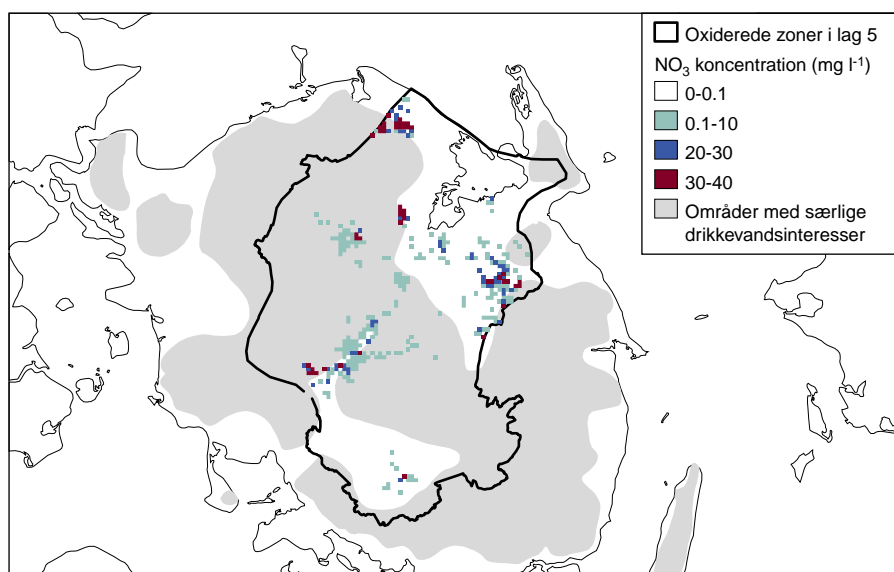 Oxiderede zoner i lag 5
NO₃ koncentration (mg l⁻¹)
0-0.1
0.1-10
20-30
30-40
Områder med særlige
drikkevandsinteresser